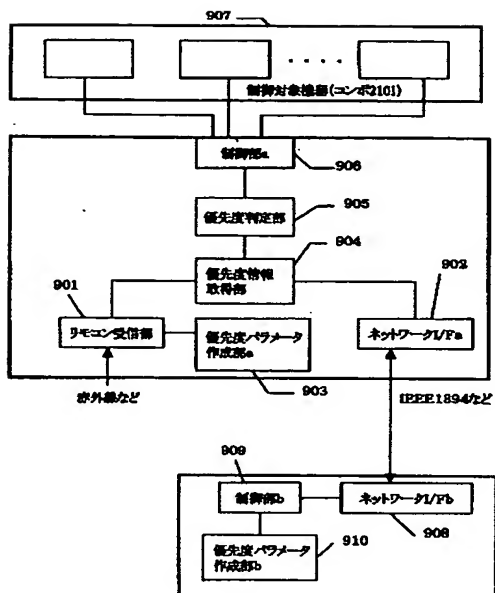 907
制御対象機器(コンポ2101)
制御部a
906
優先度判定部
905
904
優先度情報
取得部
902
901
リモコン受信部
優先度パラメータ
作成部a
ネットワークI/Fa
903
赤外線など
IEEE1894など
909
制御部b
ネットワークI/Fb
優先度パラメータ
作成部b
910
908